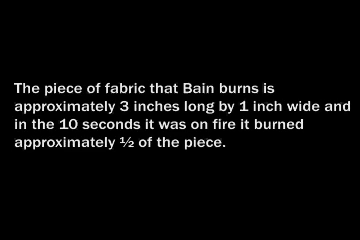 The piece of fabric that Bain burns is
approximately 3 inches long by 1 inch wide and
in the 10 seconds it was on fire it burned
approximately ½ of the piece.